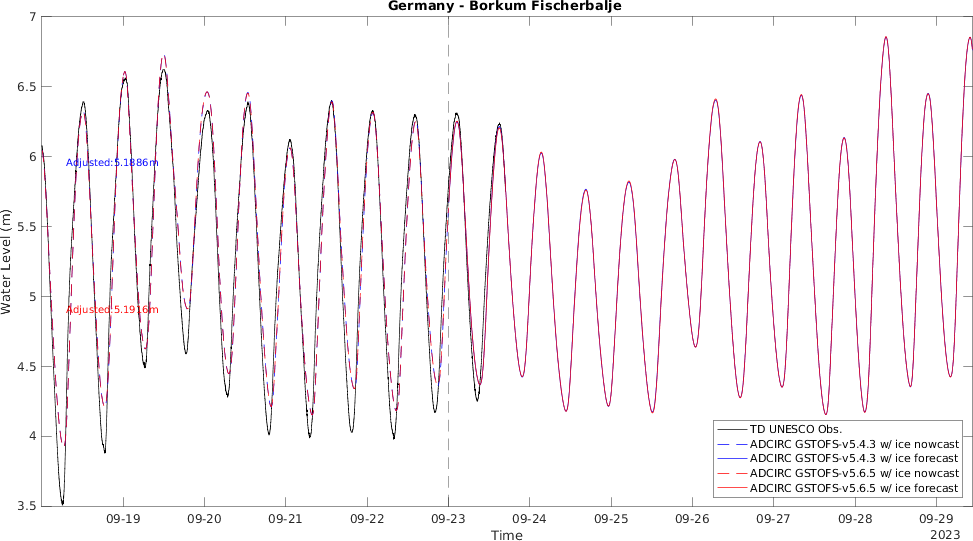 Germany - Borkum Fischerbalje
7
6.5
6
5.5
5
4.5
4
3.5
Water Level (m)
Adjusted:5.1886m
Adjusted:5.1916m
TD UNESCO Obs.
ADCIRC GSTOFS-v5.4.3 w/ ice nowcast
ADCIRC GSTOFS-v5.4.3 w/ ice forecast
ADCIRC GSTOFS-v5.6.5 w/ ice nowcast
ADCIRC GSTOFS-v5.6.5 w/ ice forecast
09-19 09-20 09-21 09-22 09-23 09-24 09-25 09-26 09-27 09-28 09-29
Time
2023